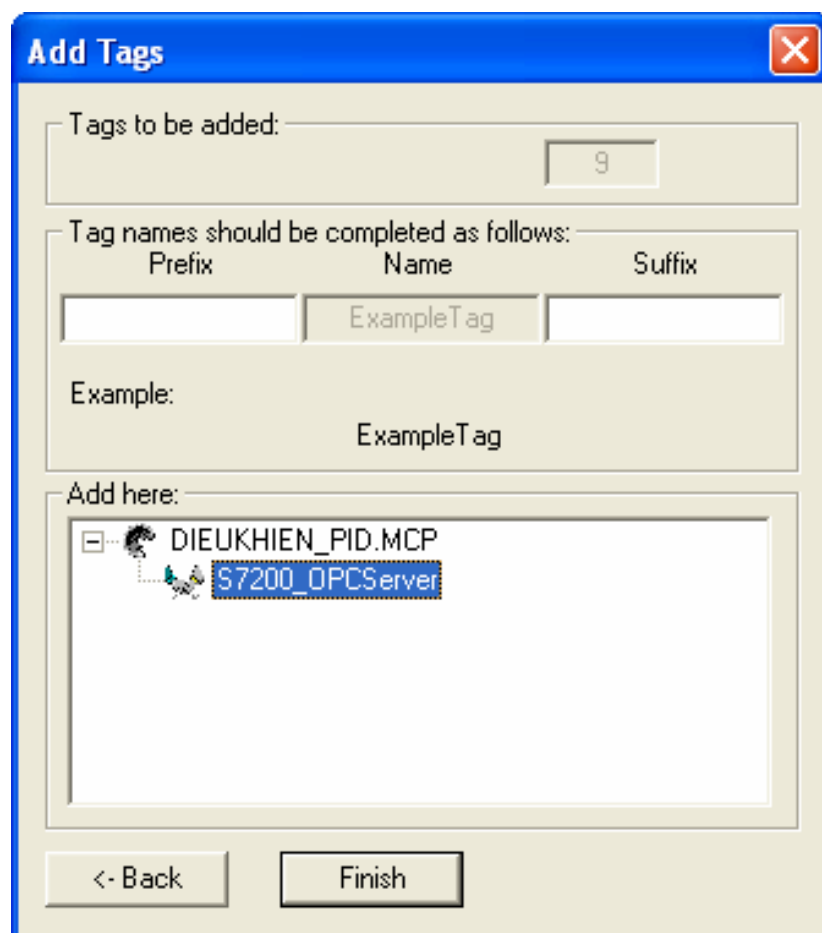 Add Tags
Tags to be added:
9
Tag names should be completed as follows:
Prefix Name Suffix
ExampleTag
Example:
ExampleTag
Add here:
DIEUKHIEN_PID.MCP
S7200_OPCServer
<- Back Finish